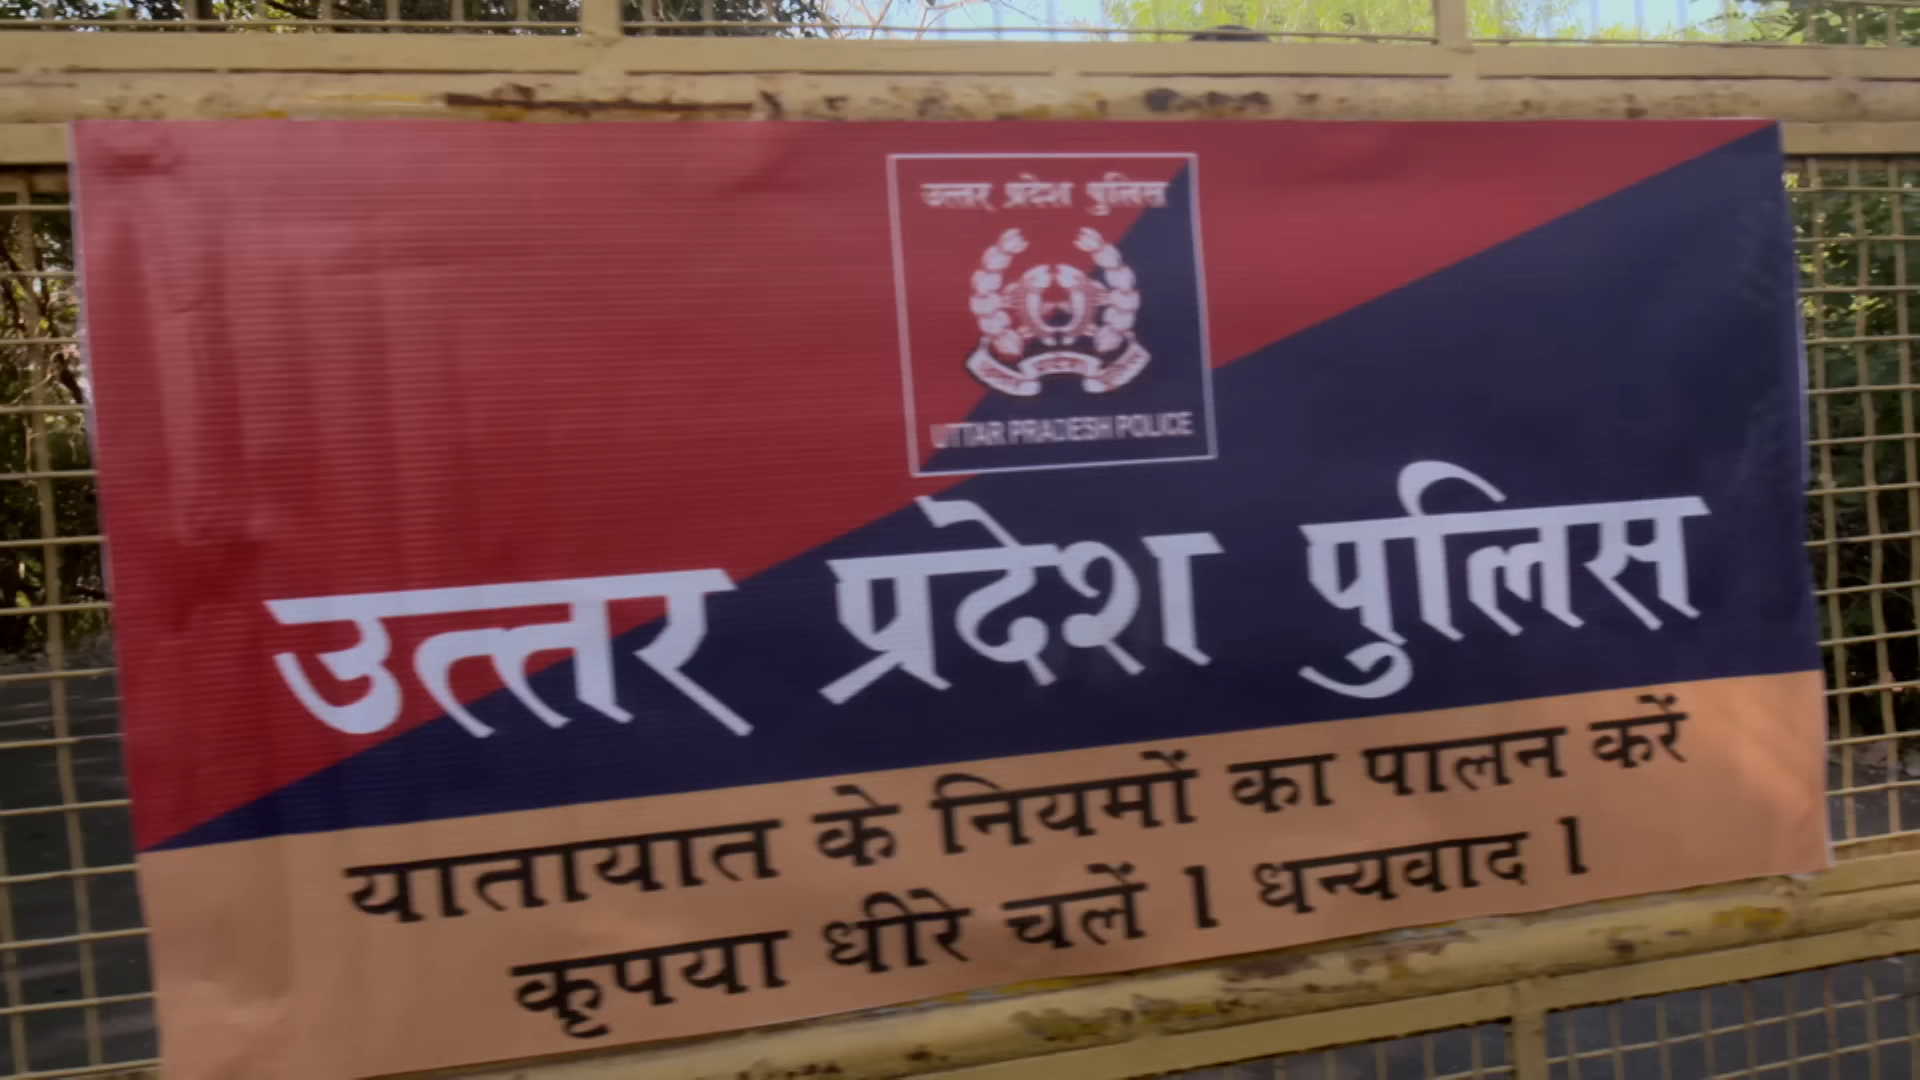 उत्तर प्रदेश पुलिस
UTTAR PRADESH POLICE
उत्तर प्रदेश पुलिस
यातायात के नियमों का पालन करें
कृपया धीरे चलें । धन्यवाद ।